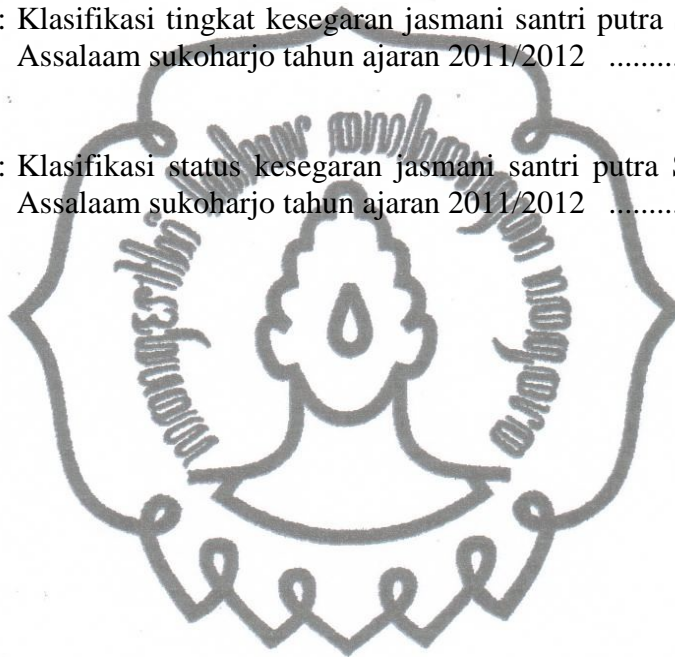 : Klasifikasi tingkat kesegaran jasmani santri putra
Assalaam sukoharjo tahun ajaran 2011/2012 .........
: Klasifikasi status kesegaran jasmani santri putra S
Assalaam sukoharjo tahun ajaran 2011/2012 .........